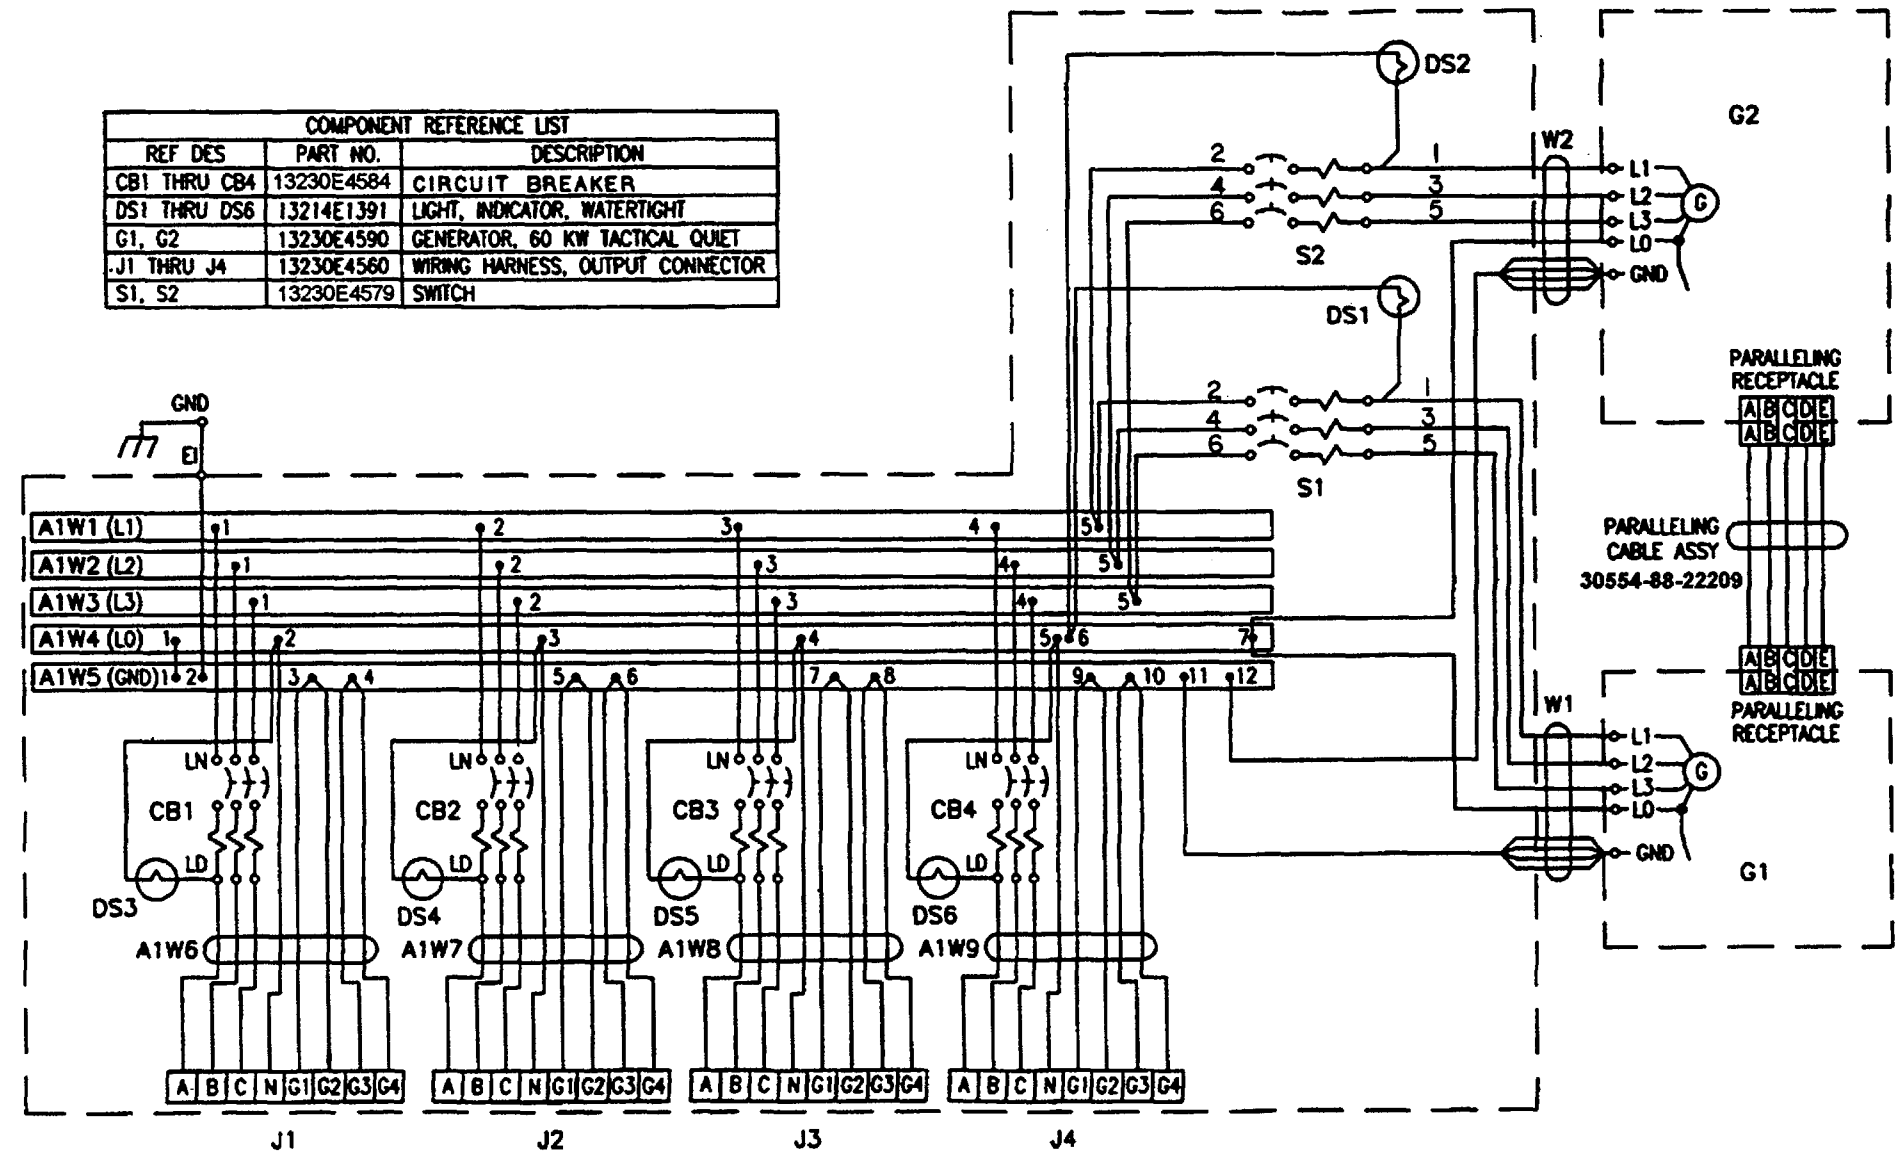 COMPONENT REFERENCE LIST
REF DES PART NO. DESCRIPTION
CB1 THRU CB4 13230E4584 CIRCUIT BREAKER
DS1 THRU DS6 13214E1391 LIGHT, INDICATOR, WATERTIGHT
G1, G2 13230E4590 GENERATOR, 60 KW TACTICAL QUIET
J1 THRU J4 13230E4560 WIRING HARNESS, OUTPUT CONNECTOR
S1, S2 13230E4579 SWITCH
DS2
G2
W2
2 1 L1
4 3 L2 G
6 5 L3
S2 L0
GND
DS1
PARALLELING
RECEPTACLE
A B C D E
A B C D E
2 1
4 3
6 5
S1
GND
E1
PARALLELING
CABLE ASSY
30554-88-22209
A1W1 (L1) 1 2 3 4 5
A1W2 (L2) 1 2 3 4 5
A1W3 (L3) 1 2 3 4 5
A1W4 (L0) 1 2 3 4 5 6 7
A1W5 (GND) 1 2 3 4 5 6 7 8 9 10 11 12
A B C D E
A B C D E
PARALLELING
RECEPTACLE
W1
L1
L2 G
L3
L0
GND
G1
LN LN LN LN
CB1 CB2 CB3 CB4
LD LD LD LD
DS3 DS4 DS5 DS6
A1W6 A1W7 A1W8 A1W9
A B C N G1 G2 G3 G4 A B C N G1 G2 G3 G4 A B C N G1 G2 G3 G4 A B C N G1 G2 G3 G4
J1 J2 J3 J4